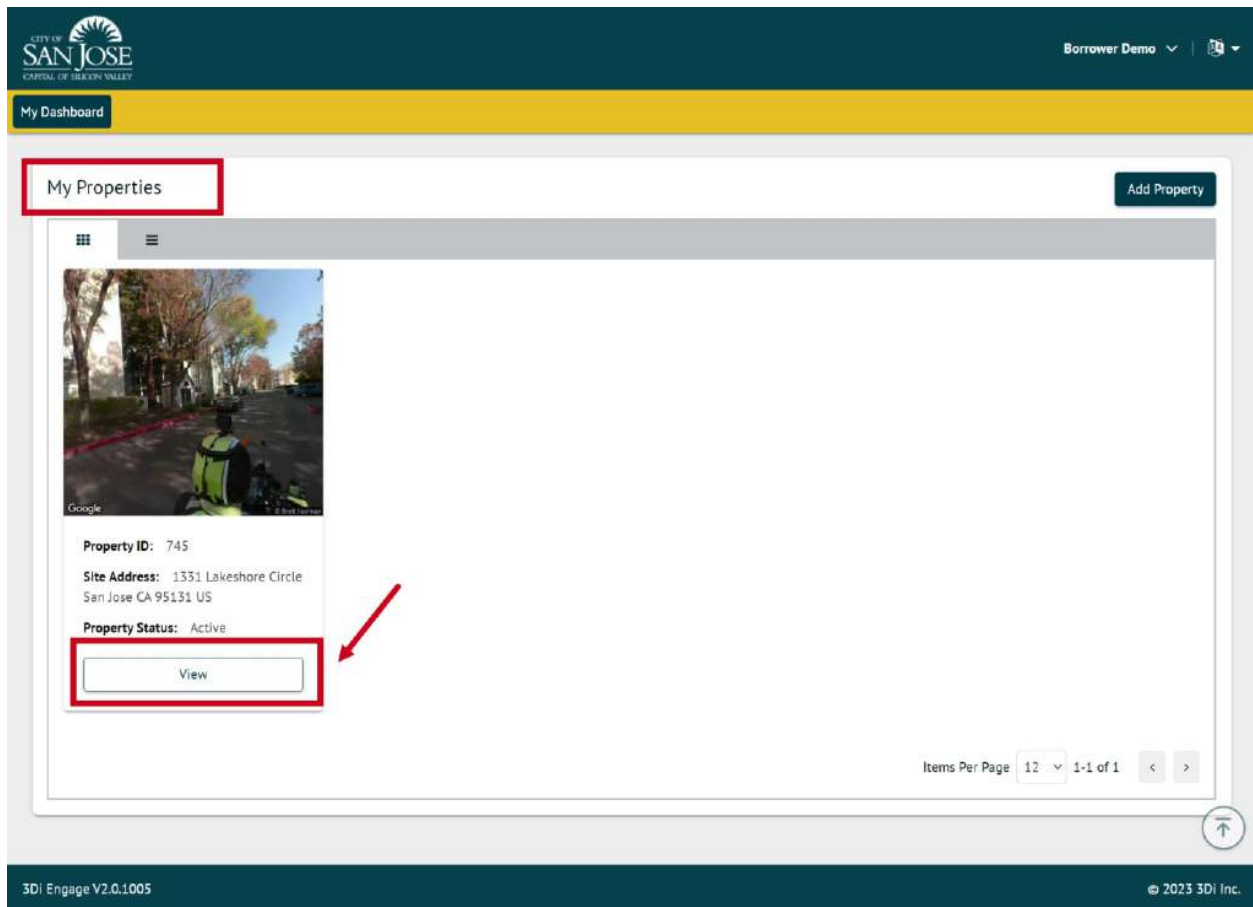 CITY OF
SAN JOSE
CAPITAL OF SILICON VALLEY
Borrower Demo
My Dashboard
My Properties
Add Property
Google
© Brett Herman
Property ID: 745
Site Address: 1331 Lakeshore Circle
San Jose CA 95131 US
Property Status: Active
View
Items Per Page 12 1-1 of 1 < >
3Di Engage V2.0.1005
© 2023 3Di Inc.